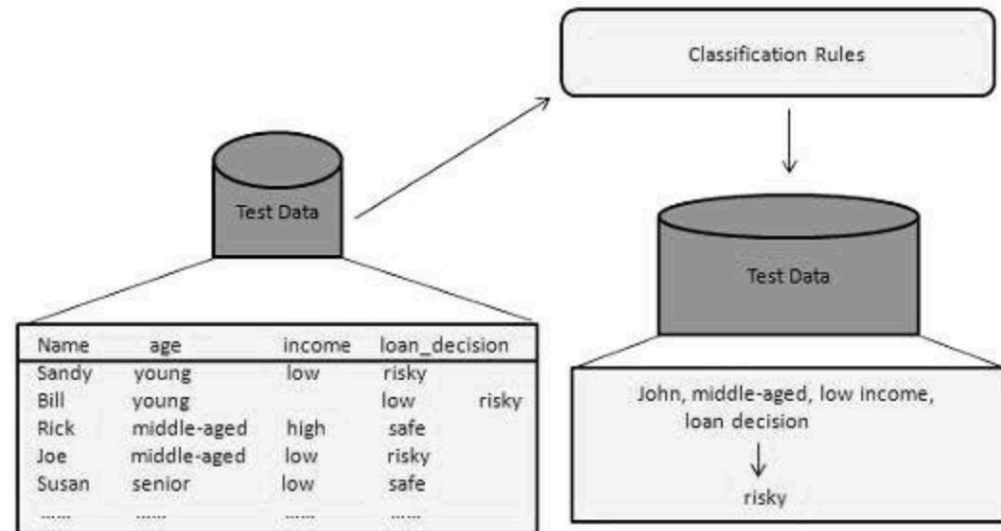 Classification Rules
Test Data
Test Data
Name age income loan_decision
Sandy young low risky
Bill young low risky
Rick middle-aged high safe
Joe middle-aged low risky
Susan senior low safe
...... ...... ...... ......
John, middle-aged, low income,
loan decision
risky